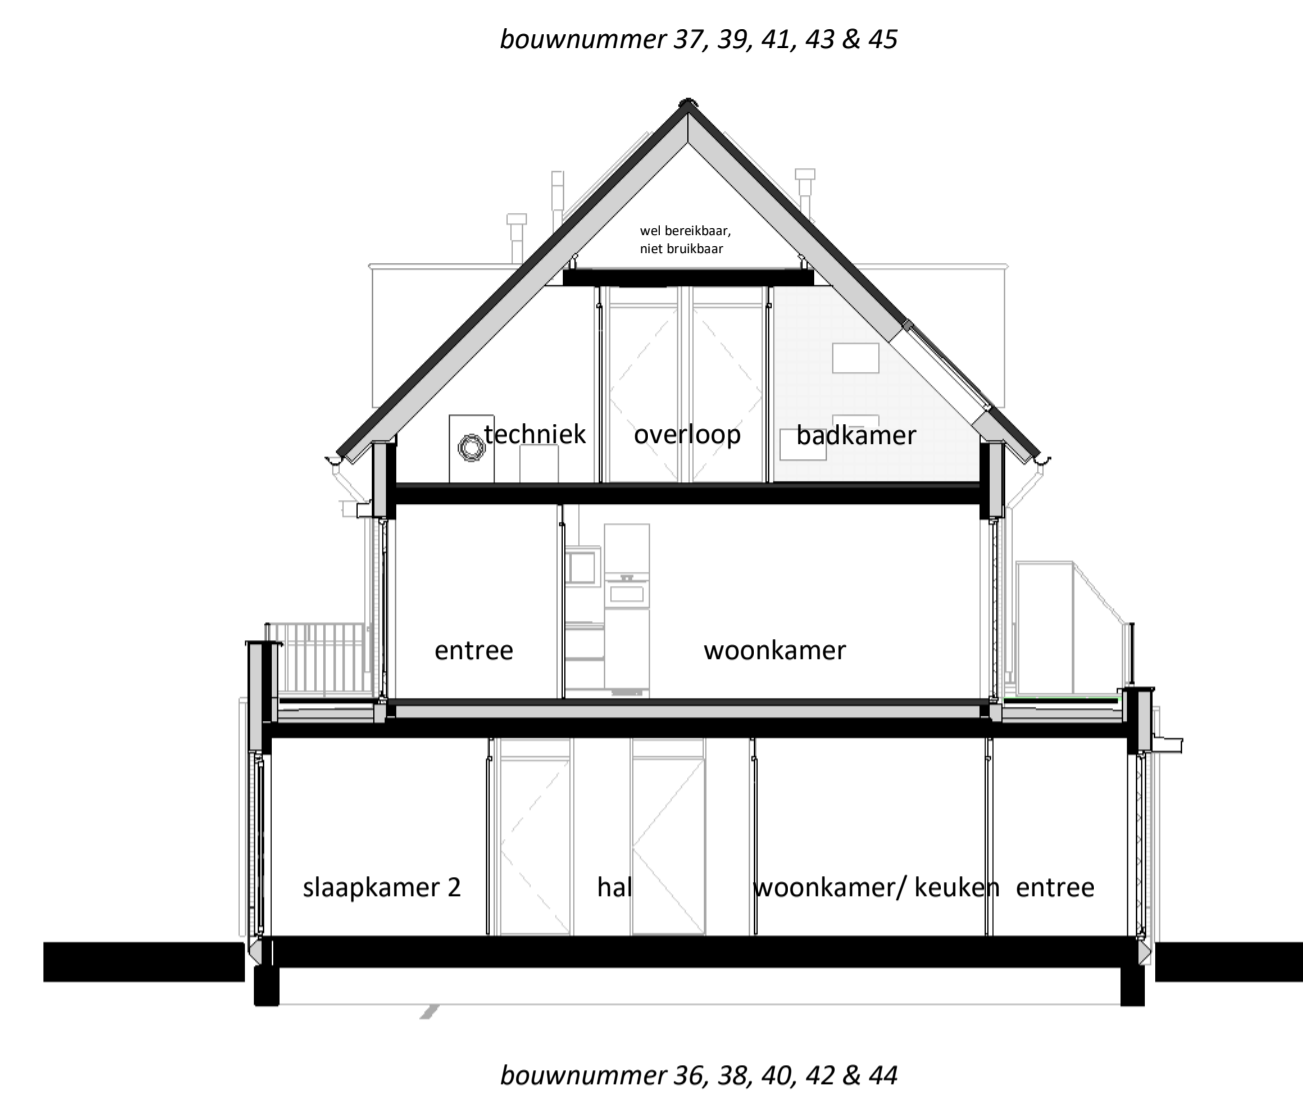 bouwnummer 37, 39, 41, 43 & 45
wel bereikbaar,
niet bruikbaar
techniek
overloop
badkamer
entree
woonkamer
slaapkamer 2
hal
woonkamer/ keuken
entree
bouwnummer 36, 38, 40, 42 & 44